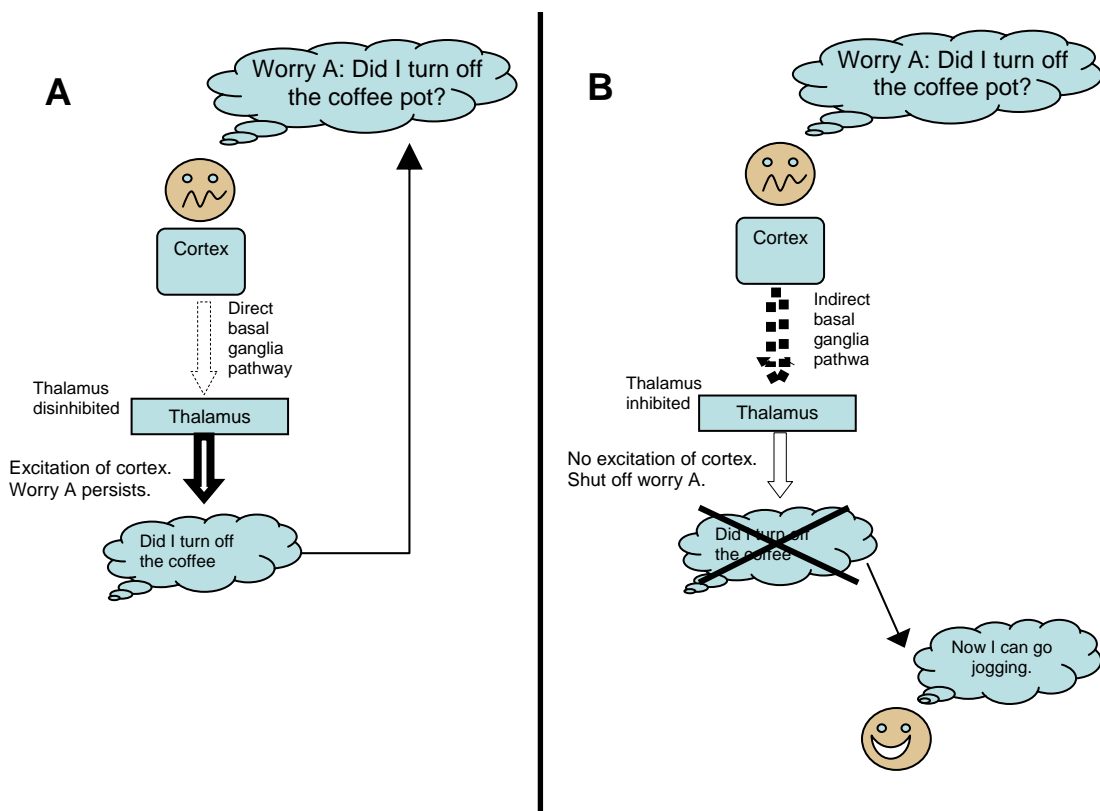 A
Worry A: Did I turn off
the coffee pot?
Cortex
Direct
basal
ganglia
pathway
Thalamus
disinhibited
Thalamus
Excitation of cortex.
Worry A persists.
Did I turn off
the coffee
B
Worry A: Did I turn off
the coffee pot?
Cortex
Indirect
basal
ganglia
pathwa
Thalamus
inhibited
Thalamus
No excitation of cortex.
Shut off worry A.
Did I turn off
the coffee
Now I can go
jogging.